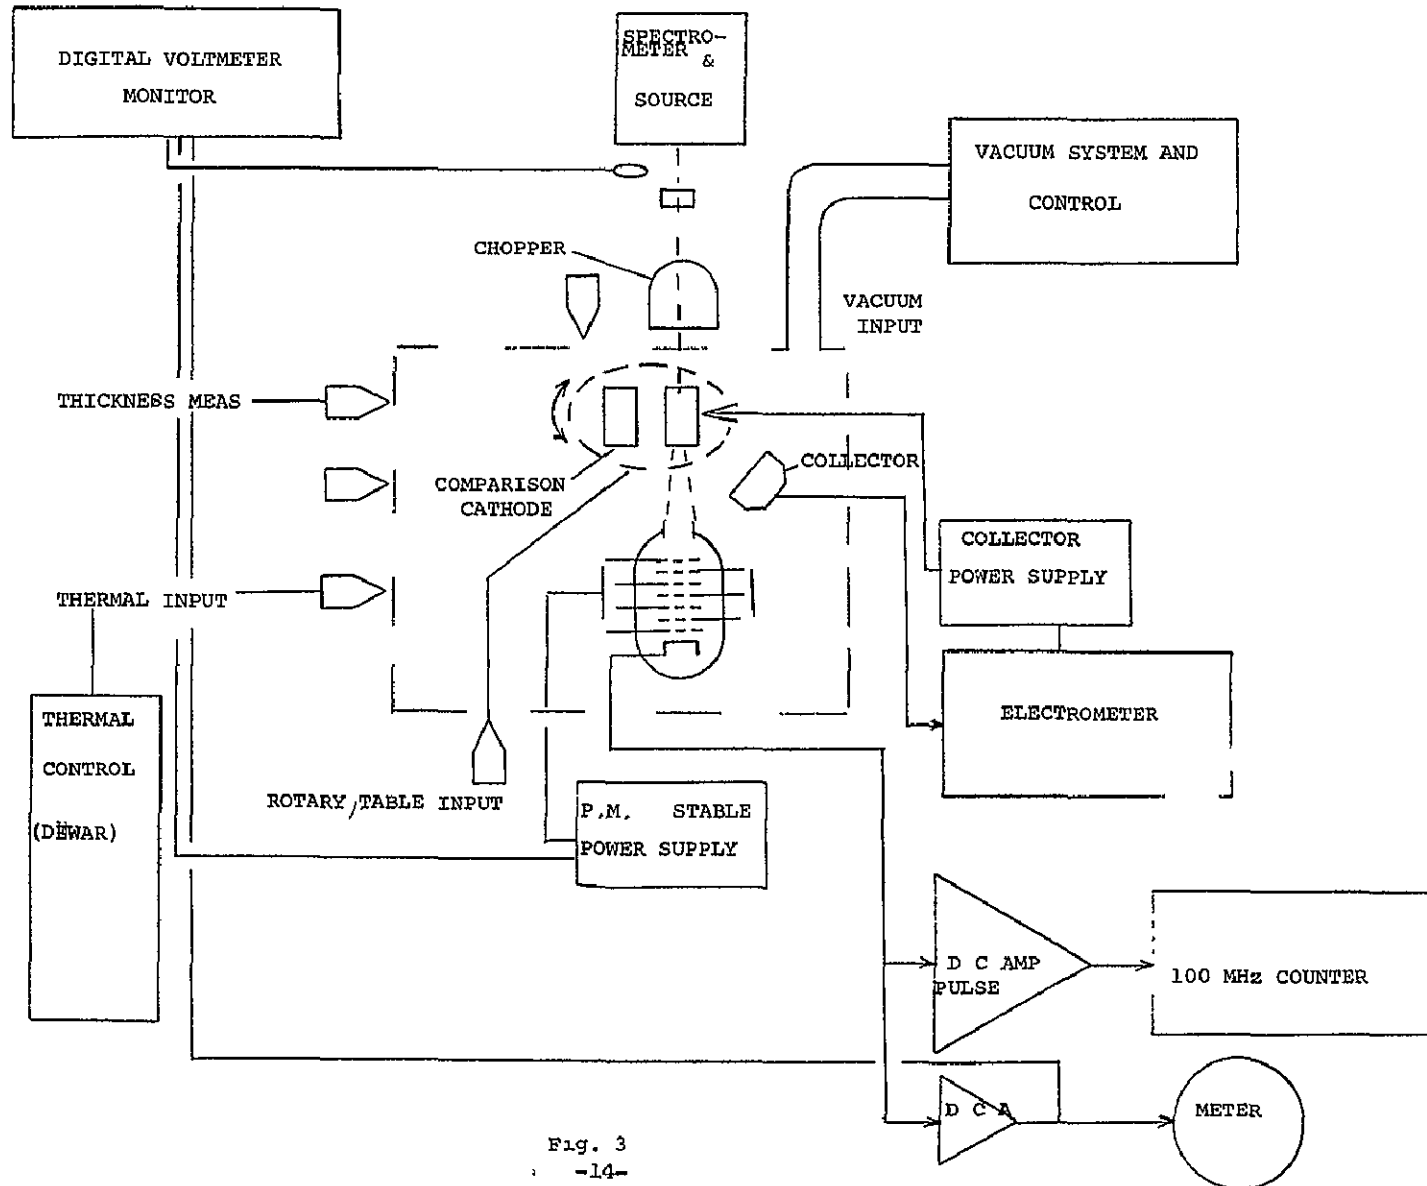 DIGITAL VOLTMETER
MONITOR
SPECTRO-
METER
&
SOURCE
VACUUM SYSTEM AND
CONTROL
CHOPPER
VACUUM
INPUT
THICKNESS MEAS
COLLECTOR
COMPARISON
CATHODE
COLLECTOR
POWER SUPPLY
THERMAL INPUT
THERMAL
CONTROL
(DEWAR)
ELECTROMETER
ROTARY TABLE INPUT
P.M. STABLE
POWER SUPPLY
D C AMP
PULSE
100 MHz COUNTER
D C A
METER
Fig. 3
-14-